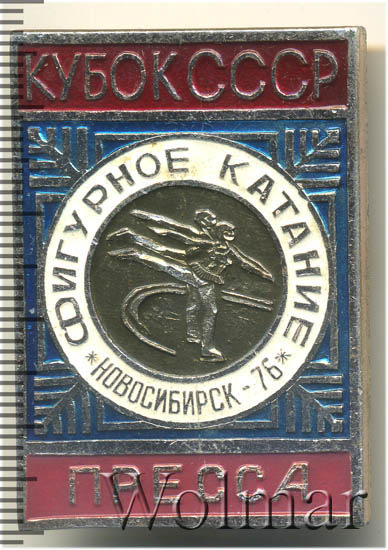 КУБОК СССР
ФИГУРНОЕ КАТАНИЕ
*НОВОСИБИРСК-76*
ПРЕССА
Wolmar